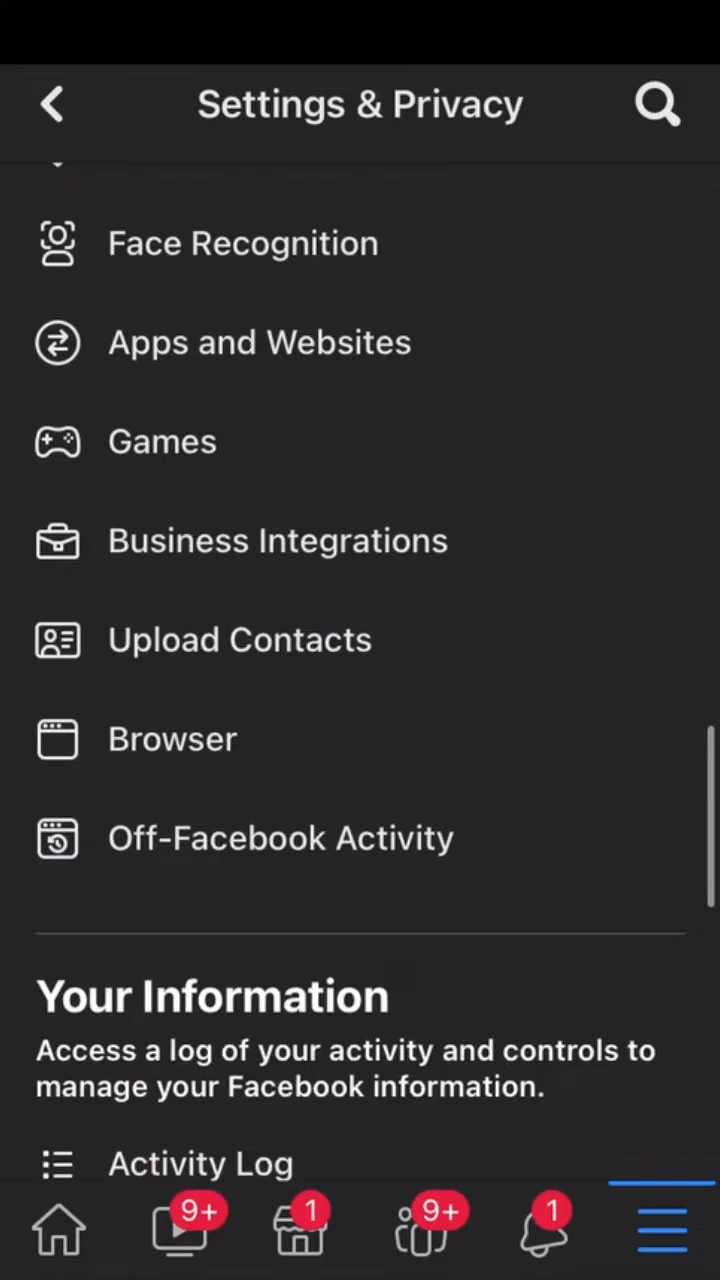 Settings & Privacy
Face Recognition
Apps and Websites
Games
Business Integrations
Upload Contacts
Browser
Off-Facebook Activity
Your Information
Access a log of your activity and controls to
manage your Facebook information.
Activity Log
9+
1
9+
1